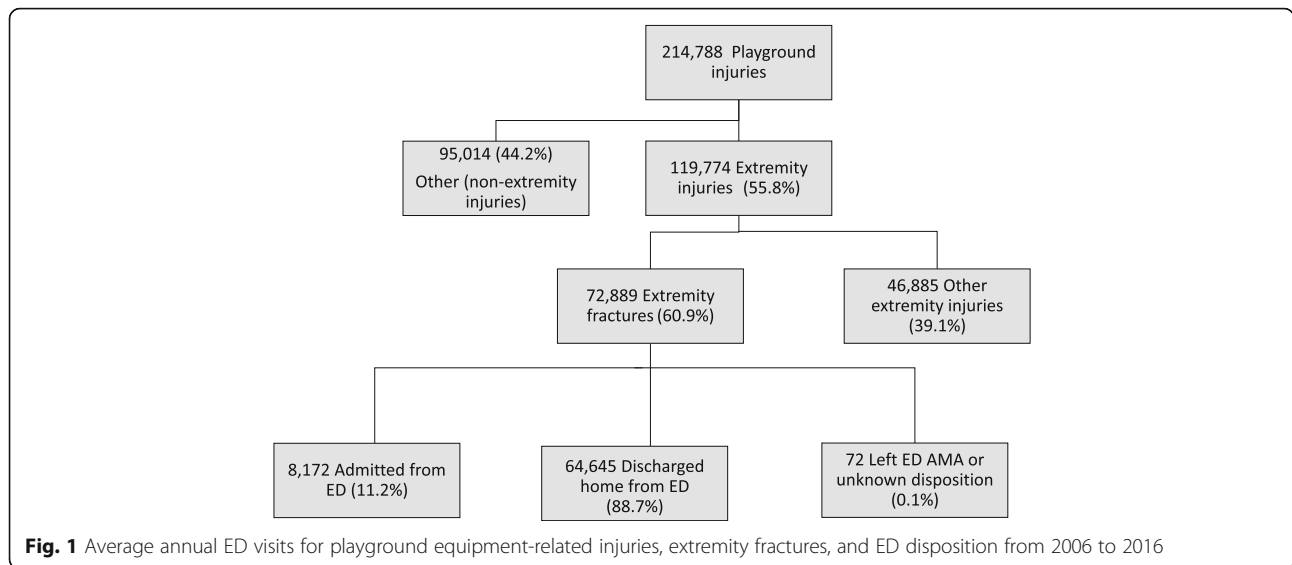 214,788 Playground
injuries
95,014 (44.2%)
Other (non-extremity
injuries)
119,774 Extremity
injuries (55.8%)
72,889 Extremity
fractures (60.9%)
46,885 Other
extremity injuries
(39.1%)
8,172 Admitted from
ED (11.2%)
64,645 Discharged
home from ED
(88.7%)
72 Left ED AMA or
unknown disposition
(0.1%)
Fig. 1 Average annual ED visits for playground equipment-related injuries, extremity fractures, and ED disposition from 2006 to 2016